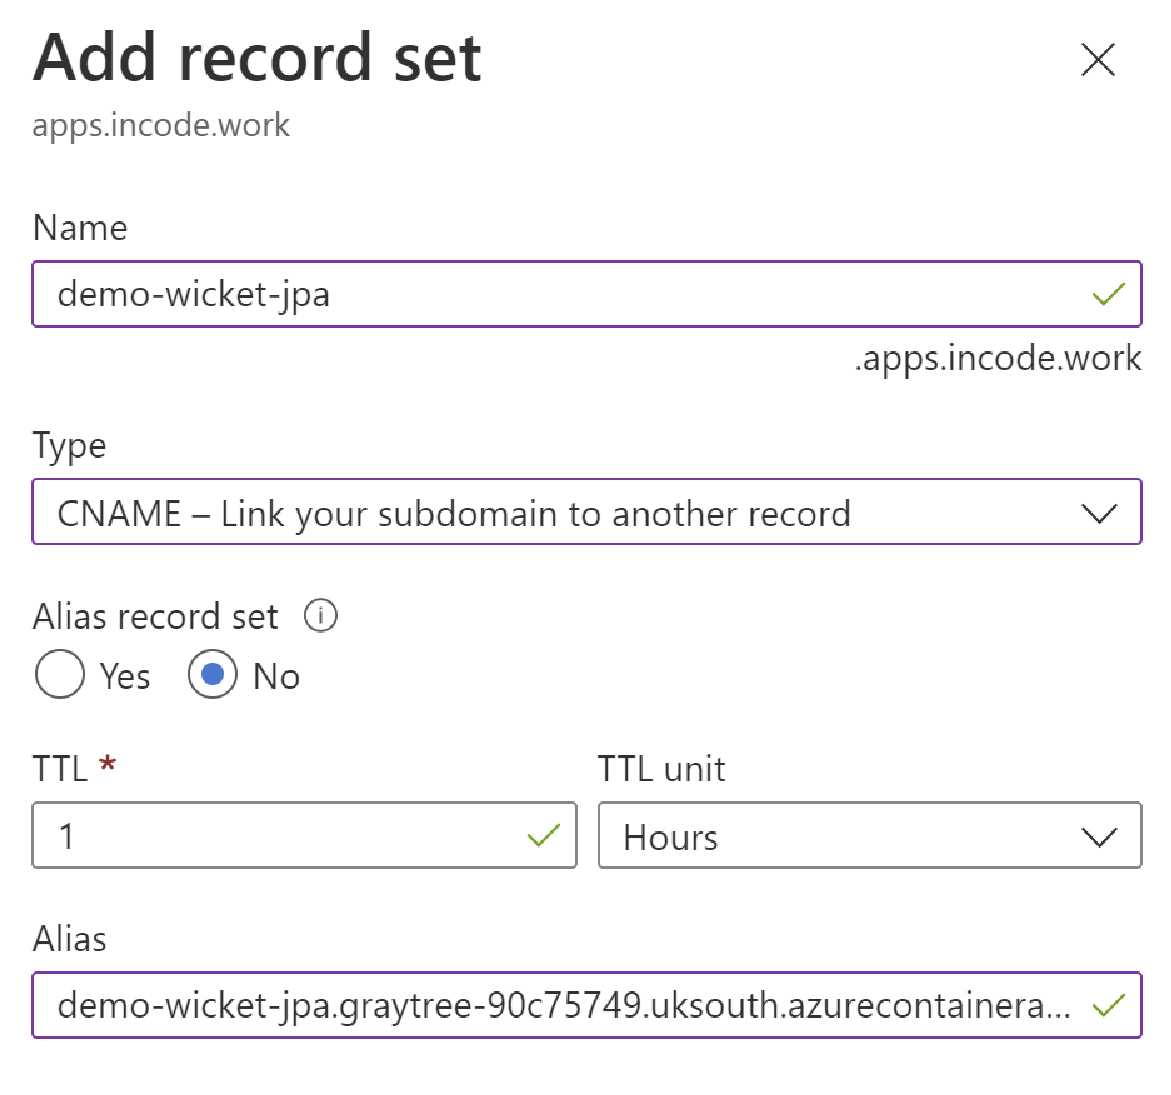 Add record set
apps.incode.work
Name
demo-wicket-jpa
.apps.incode.work
Type
CNAME – Link your subdomain to another record
Alias record set
Yes No
TTL * TTL unit
1 Hours
Alias
demo-wicket-jpa.graytree-90c75749.uksouth.azurecontainera...